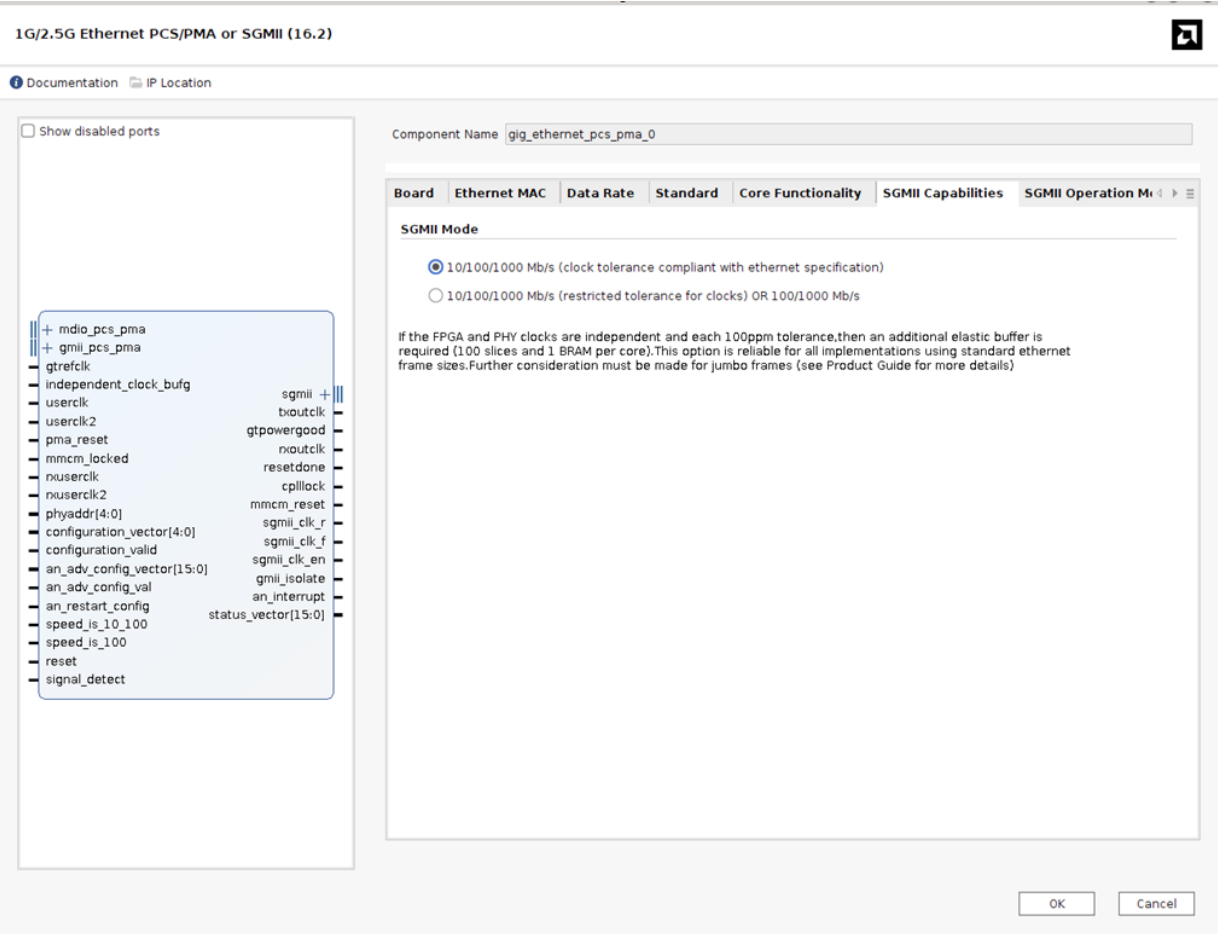 1G/2.5G Ethernet PCS/PMA or SGMII (16.2)
Documentation IP Location
Show disabled ports
mdio_pcs_pma
gmii_pcs_pma
gtrefclk
independent_clock_bufg
userclk
userclk2
pma_reset
mmcm_locked
rxuserclk
rxuserclk2
phyaddr[4:0]
configuration_vector[4:0]
configuration_valid
an_adv_config_vector[15:0]
an_adv_config_val
an_restart_config
speed_is_10_100
speed_is_100
reset
signal_detect
sgmii
txoutclk
gtpowergood
rxoutclk
resetdone
cplllock
mmcm_reset
sgmii_clk_r
sgmii_clk_f
sgmii_clk_en
gmii_isolate
an_interrupt
status_vector[15:0]
Component Name gig_ethernet_pcs_pma_0
Board Ethernet MAC Data Rate Standard Core Functionality SGMII Capabilities SGMII Operation M
SGMII Mode
10/100/1000 Mb/s (clock tolerance compliant with ethernet specification)
10/100/1000 Mb/s (restricted tolerance for clocks) OR 100/1000 Mb/s
If the FPGA and PHY clocks are independent and each 100ppm tolerance,then an additional elastic buffer is
required (100 slices and 1 BRAM per core).This option is reliable for all implementations using standard ethernet
frame sizes.Further consideration must be made for jumbo frames (see Product Guide for more details)
OK Cancel